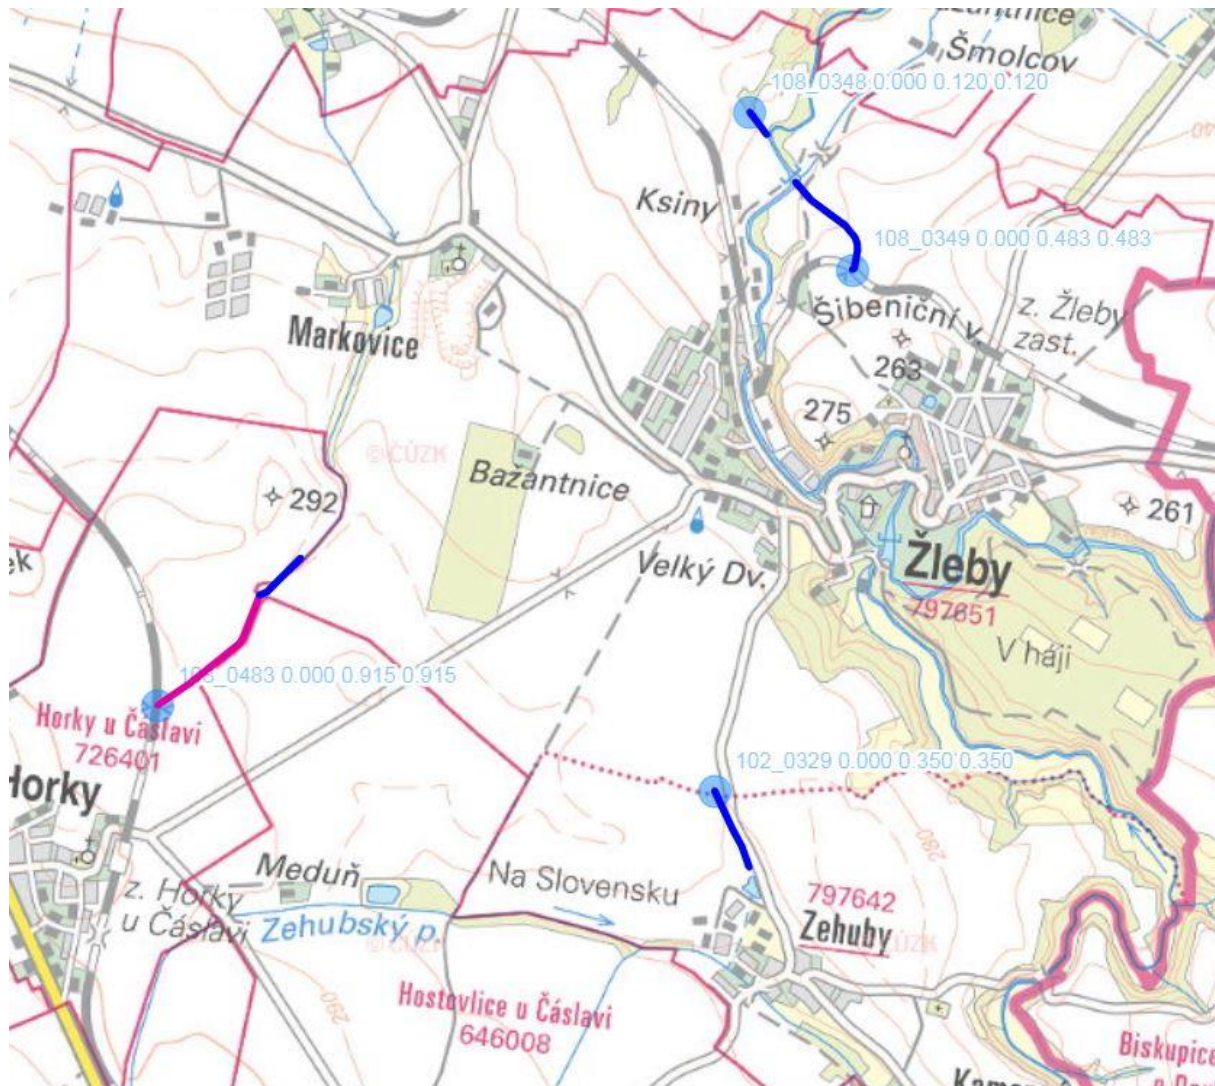 Šmolcov
108_0348 0.000 0.120 0.120
Ksiny
108_0349 0.000 0.483 0.483
Markovice
Šibeniční v.
z. Žleby
zast.
263
275
©ČÚZK
Bažantnice
292
261
Velký Dv.
Žleby
797651
V háji
0.000 0.915 0.915
Horky u Čáslavi
726401
102_0329 0.000 0.350 0.350
Horky
280
Meduň
Na Slovensku
797642
z. Horky
u Čáslavi
Zehubský p.
Zehuby
Hostovlice u Čáslavi
646008
290
Biskupice